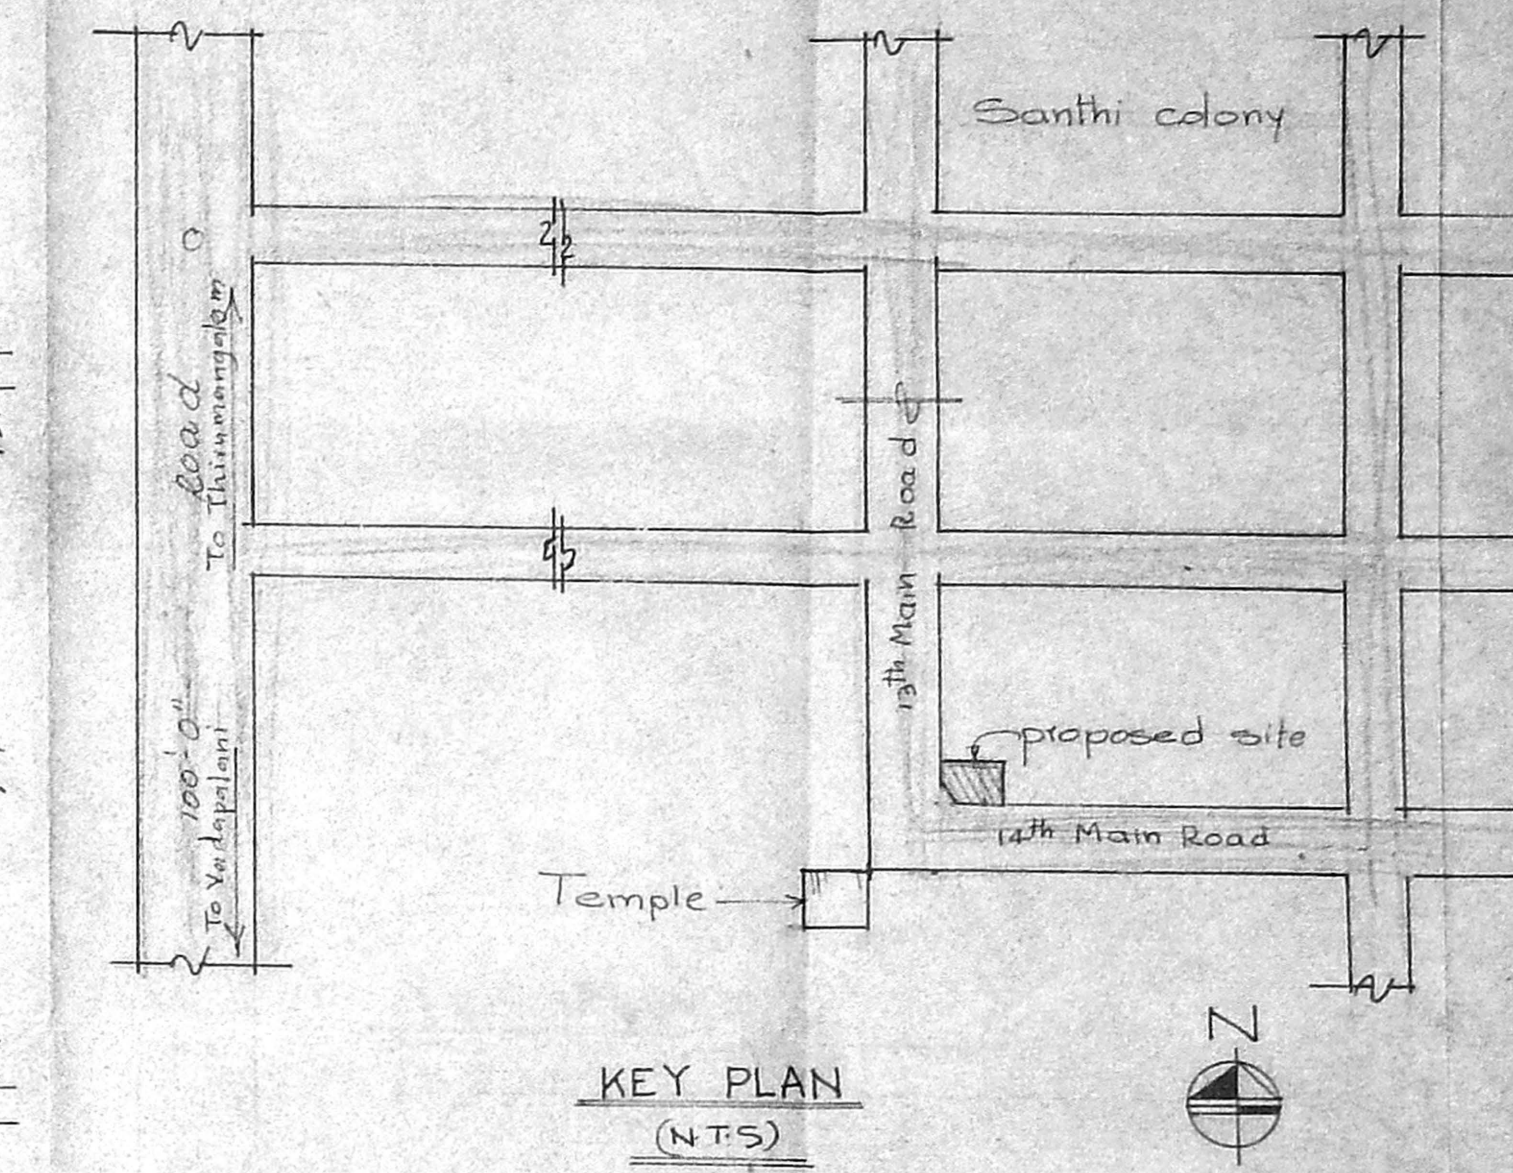 Santhi colony
100'-0" Road
To Thirumangalam
To Vadapalani
13th Main Road
proposed site
14th Main Road
Temple
N
KEY PLAN
(N.T.S)